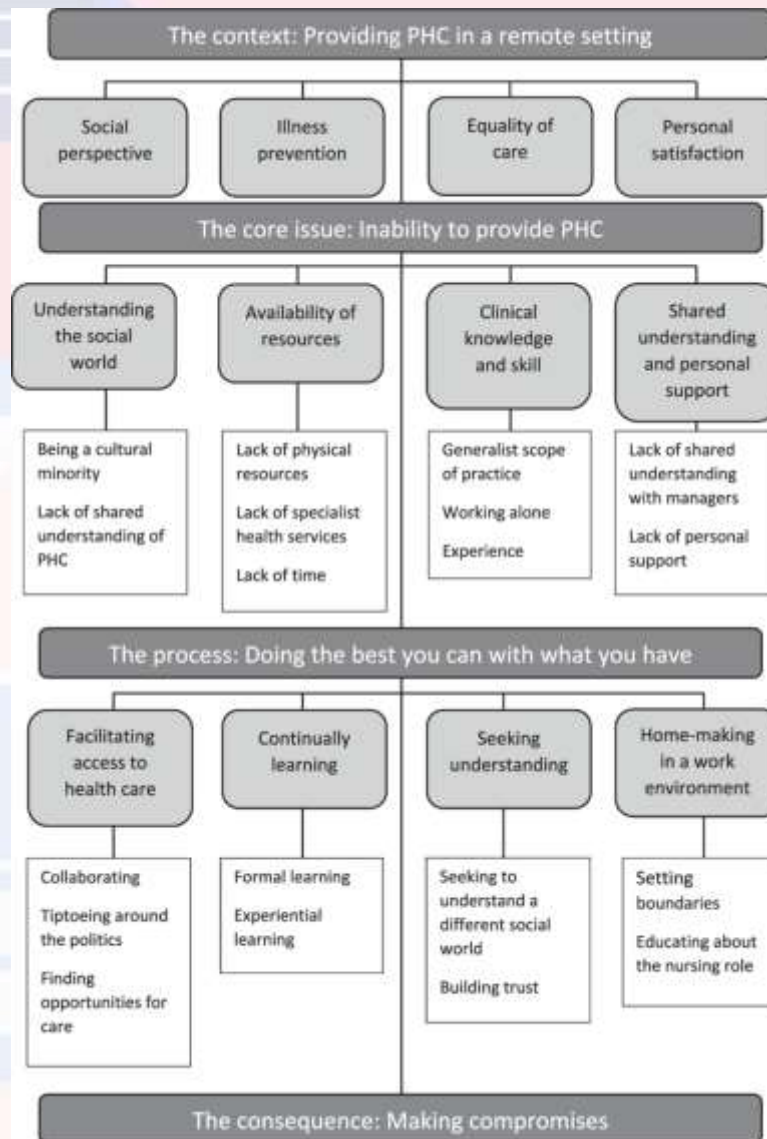 The context: Providing PHC in a remote setting
Social
perspective
Illness
prevention
Equality of
care
Personal
satisfaction
The core issue: Inability to provide PHC
Understanding
the social
world
Availability of
resources
Clinical
knowledge
and skill
Shared
understanding
and personal
support
Being a cultural
minority
Lack of shared
understanding of
PHC
Lack of physical
resources
Lack of specialist
health services
Lack of time
Generalist scope
of practice
Working alone
Experience
Lack of shared
understanding
with managers
Lack of personal
support
The process: Doing the best you can with what you have
Facilitating
access to
health care
Continually
learning
Seeking
understanding
Home-making
in a work
environment
Collaborating
Tiptoeing around
the politics
Finding
opportunities for
care
Formal learning
Experiential
learning
Seeking to
understand a
different social
world
Building trust
Setting
boundaries
Educating about
the nursing role
The consequence: Making compromises